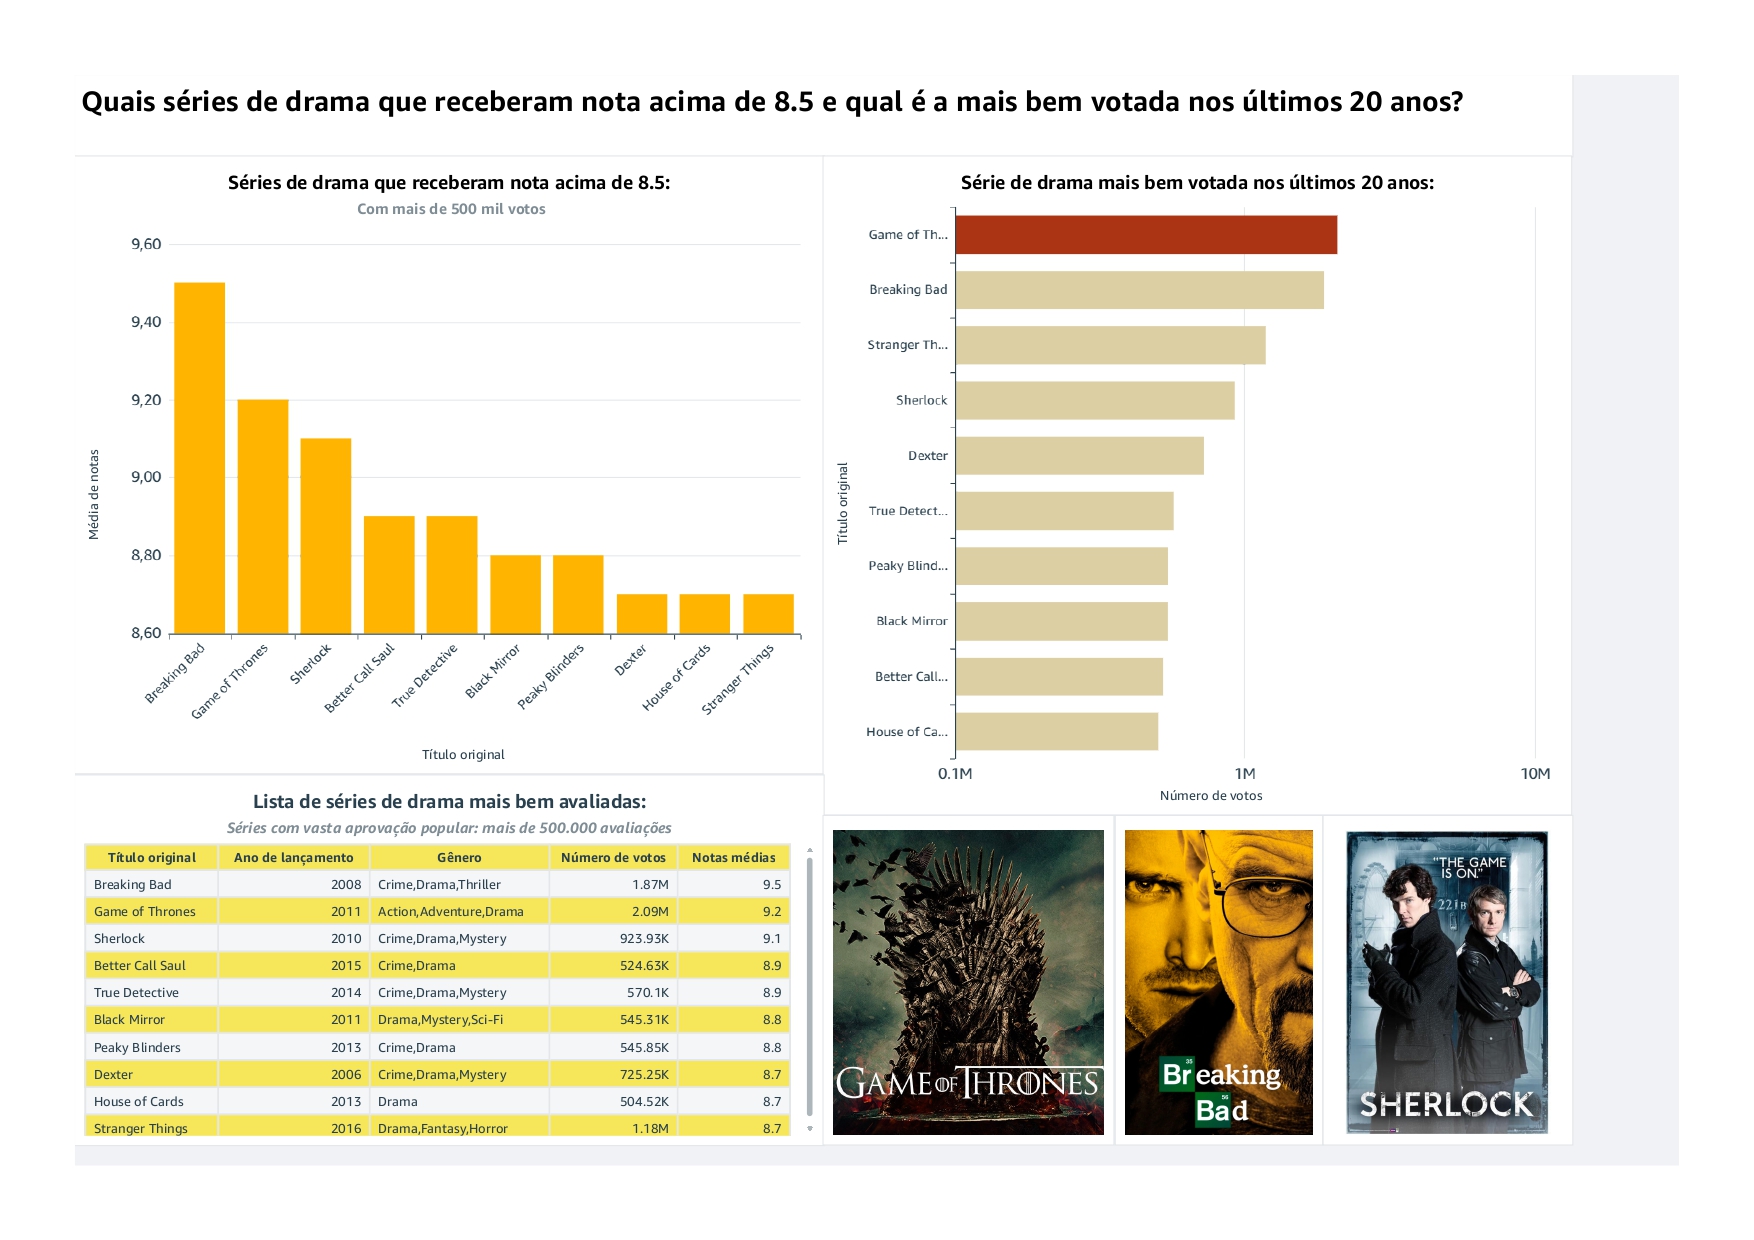 Quais séries de drama que receberam nota acima de 8.5 e qual é a mais bem votada nos últimos 20 anos?
Séries de drama que receberam nota acima de 8.5:
Com mais de 500 mil votos
Média de notas
9,60
9,40
9,20
9,00
8,80
8,60
Breaking Bad
Game of Thrones
Sherlock
Better Call Saul
True Detective
Black Mirror
Peaky Blinders
Dexter
House of Cards
Stranger Things
Título original
Série de drama mais bem votada nos últimos 20 anos:
Título original
Game of Th...
Breaking Bad
Stranger Th...
Sherlock
Dexter
True Detect...
Peaky Blind...
Black Mirror
Better Call...
House of Ca...
0.1M 1M 10M
Número de votos
Lista de séries de drama mais bem avaliadas:
Séries com vasta aprovação popular: mais de 500.000 avaliações
Título original Ano de lançamento Gênero Número de votos Notas médias
Breaking Bad 2008 Crime,Drama,Thriller 1.87M 9.5
Game of Thrones 2011 Action,Adventure,Drama 2.09M 9.2
Sherlock 2010 Crime,Drama,Mystery 923.93K 9.1
Better Call Saul 2015 Crime,Drama 524.63K 8.9
True Detective 2014 Crime,Drama,Mystery 570.1K 8.9
Black Mirror 2011 Drama,Mystery,Sci-Fi 545.31K 8.8
Peaky Blinders 2013 Crime,Drama 545.85K 8.8
Dexter 2006 Crime,Drama,Mystery 725.25K 8.7
House of Cards 2013 Drama 504.52K 8.7
Stranger Things 2016 Drama,Fantasy,Horror 1.18M 8.7
GAME OF THRONES
35
Breaking
56
Bad
"THE GAME
IS ON."
221B
SHERLOCK